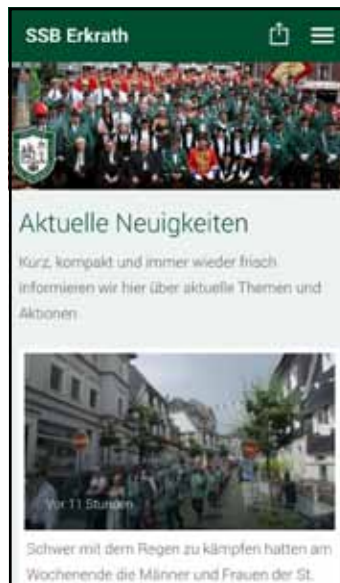 SSB Erkrath
Aktuelle Neuigkeiten
Kurz, kompakt und immer wieder frisch
informieren wir hier über aktuelle Themen und
Aktionen
Vor 11 Stunden
Schwer mit dem Regen zu kämpfen hatten am
Wochenende die Männer und Frauen der St.